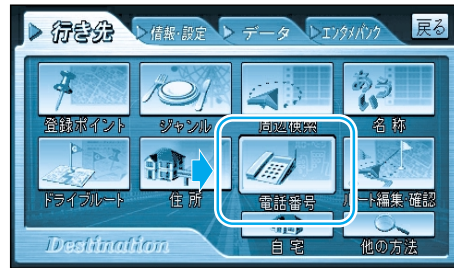 行き先 情報・設定 データ エンタメバンク 戻る
登録ポイント ジャンル 周辺検索 名称
ドライブルート 住所 電話番号 ルート編集・確認
Destination 自宅 他の方法